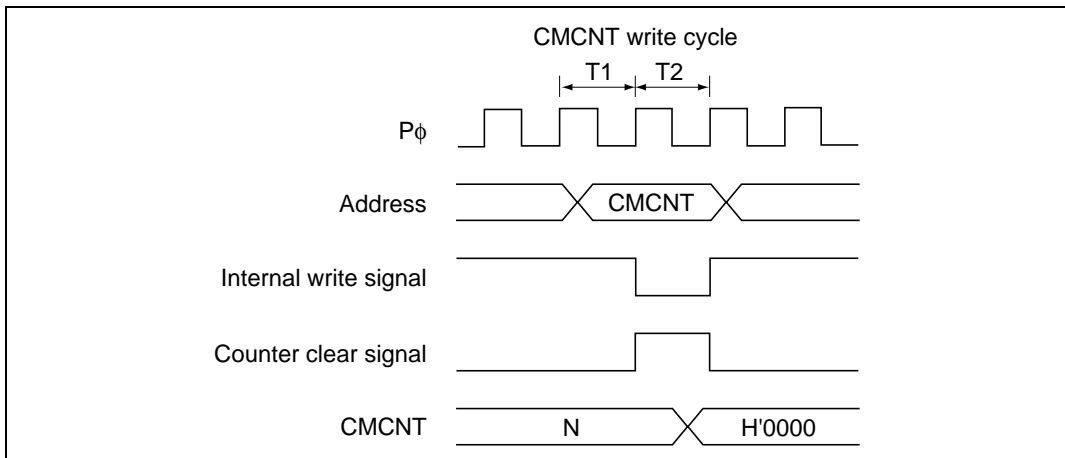 CMCNT write cycle
T1 T2
Pϕ
Address CMCNT
Internal write signal
Counter clear signal
CMCNT N H'0000